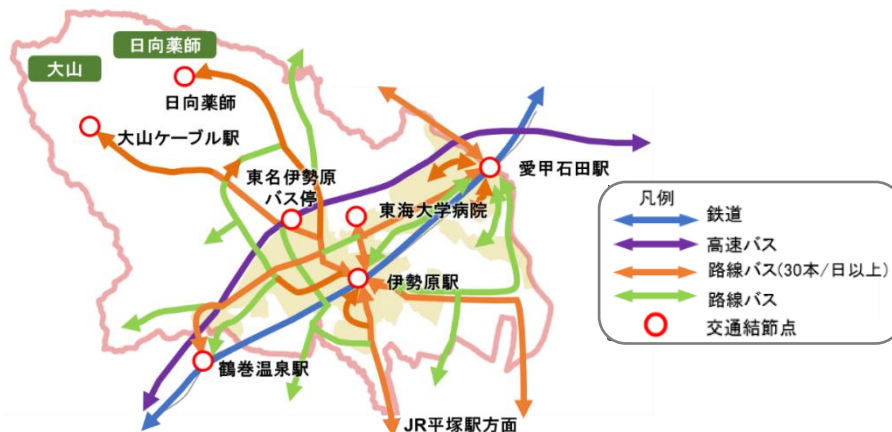 日向薬師
大山
日向薬師
大山ケーブル駅
東名伊勢原
バス停
愛甲石田駅
東海大学病院
伊勢原駅
鶴巻温泉駅
JR平塚駅方面
凡例
鉄道
高速バス
路線バス(30本/日以上)
路線バス
交通結節点